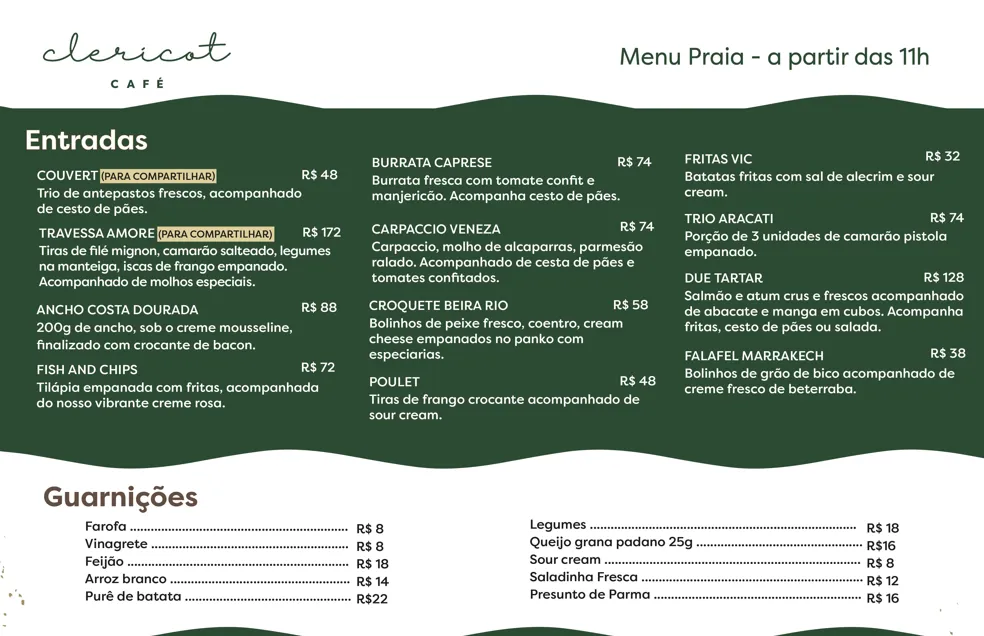 clericot
CAFÉ
Menu Praia - a partir das 11h
Entradas
COUVERT (PARA COMPARTILHAR) R$ 48
Trio de antepastos frescos, acompanhado
de cesto de pães.
TRAVESSA AMORE (PARA COMPARTILHAR) R$ 172
Tiras de filé mignon, camarão salteado, legumes
na manteiga, iscas de frango empanado.
Acompanhado de molhos especiais.
ANCHO COSTA DOURADA R$ 88
200g de ancho, sob o creme mousseline,
finalizado com crocante de bacon.
FISH AND CHIPS R$ 72
Tilápia empanada com fritas, acompanhada
do nosso vibrante creme rosa.
BURRATA CAPRESE R$ 74
Burrata fresca com tomate confit e
manjericão. Acompanha cesto de pães.
CARPACCIO VENEZA R$ 74
Carpaccio, molho de alcaparras, parmesão
ralado. Acompanhado de cesta de pães e
tomates confitados.
CROQUETE BEIRA RIO R$ 58
Bolinhos de peixe fresco, coentro, cream
cheese empanados no panko com
especiarias.
POULET R$ 48
Tiras de frango crocante acompanhado de
sour cream.
FRITAS VIC R$ 32
Batatas fritas com sal de alecrim e sour
cream.
TRIO ARACATI R$ 74
Porção de 3 unidades de camarão pistola
empanado.
DUE TARTAR R$ 128
Salmão e atum crus e frescos acompanhado
de abacate e manga em cubos. Acompanha
fritas, cesto de pães ou salada.
FALAFEL MARRAKECH R$ 38
Bolinhos de grão de bico acompanhado de
creme fresco de beterraba.
Guarnições
Farofa ........................................ R$ 8
Vinagrete ........................................ R$ 8
Feijão ........................................ R$ 18
Arroz branco ........................................ R$ 14
Purê de batata ........................................ R$22
Legumes ........................................ R$ 18
Queijo grana padano 25g ........................................ R$16
Sour cream ........................................ R$ 8
Saladinha Fresca ........................................ R$ 12
Presunto de Parma ........................................ R$ 16